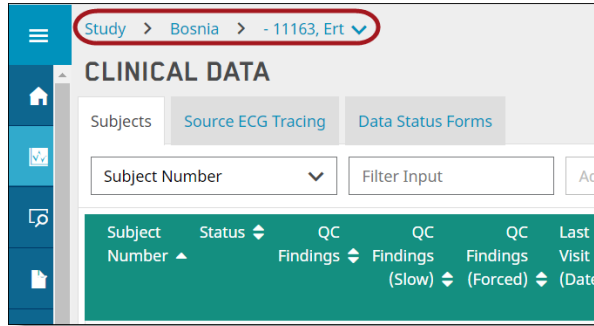 Study > Bosnia > - 11163, Ert
CLINICAL DATA
Subjects Source ECG Tracing Data Status Forms
Subject Number Filter Input
Subject Status QC QC QC Last
Number Findings Findings Findings Visit
(Slow) (Forced) (Date